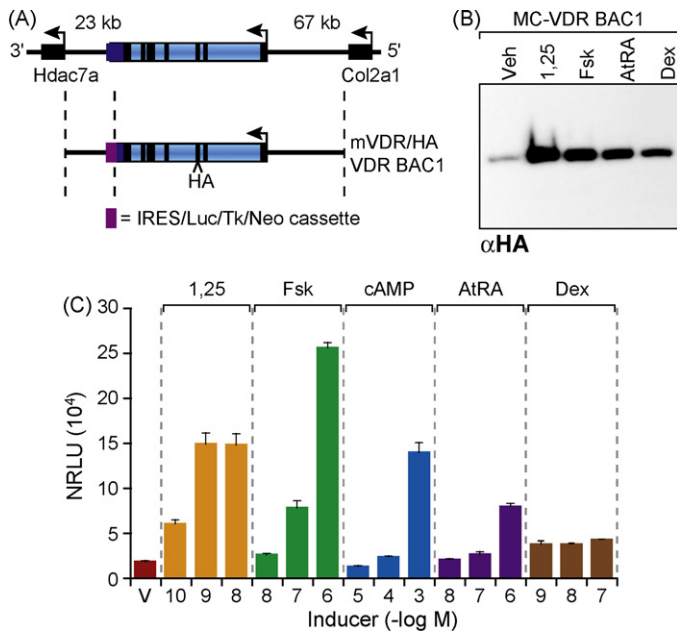 (A)
23 kb
67 kb
3'
5'
Hdac7a
Col2a1
mVDR/HA
VDR BAC1
HA
= IRES/Luc/Tk/Neo cassette
(B)
MC-VDR BAC1
Veh
1,25
Fsk
AtRA
Dex
αHA
(C)
1,25 Fsk cAMP AtRA Dex
NRLU (10⁴)
30
25
20
15
10
5
0
V 10 9 8 8 7 6 5 4 3 8 7 6 9 8 7
Inducer (-log M)